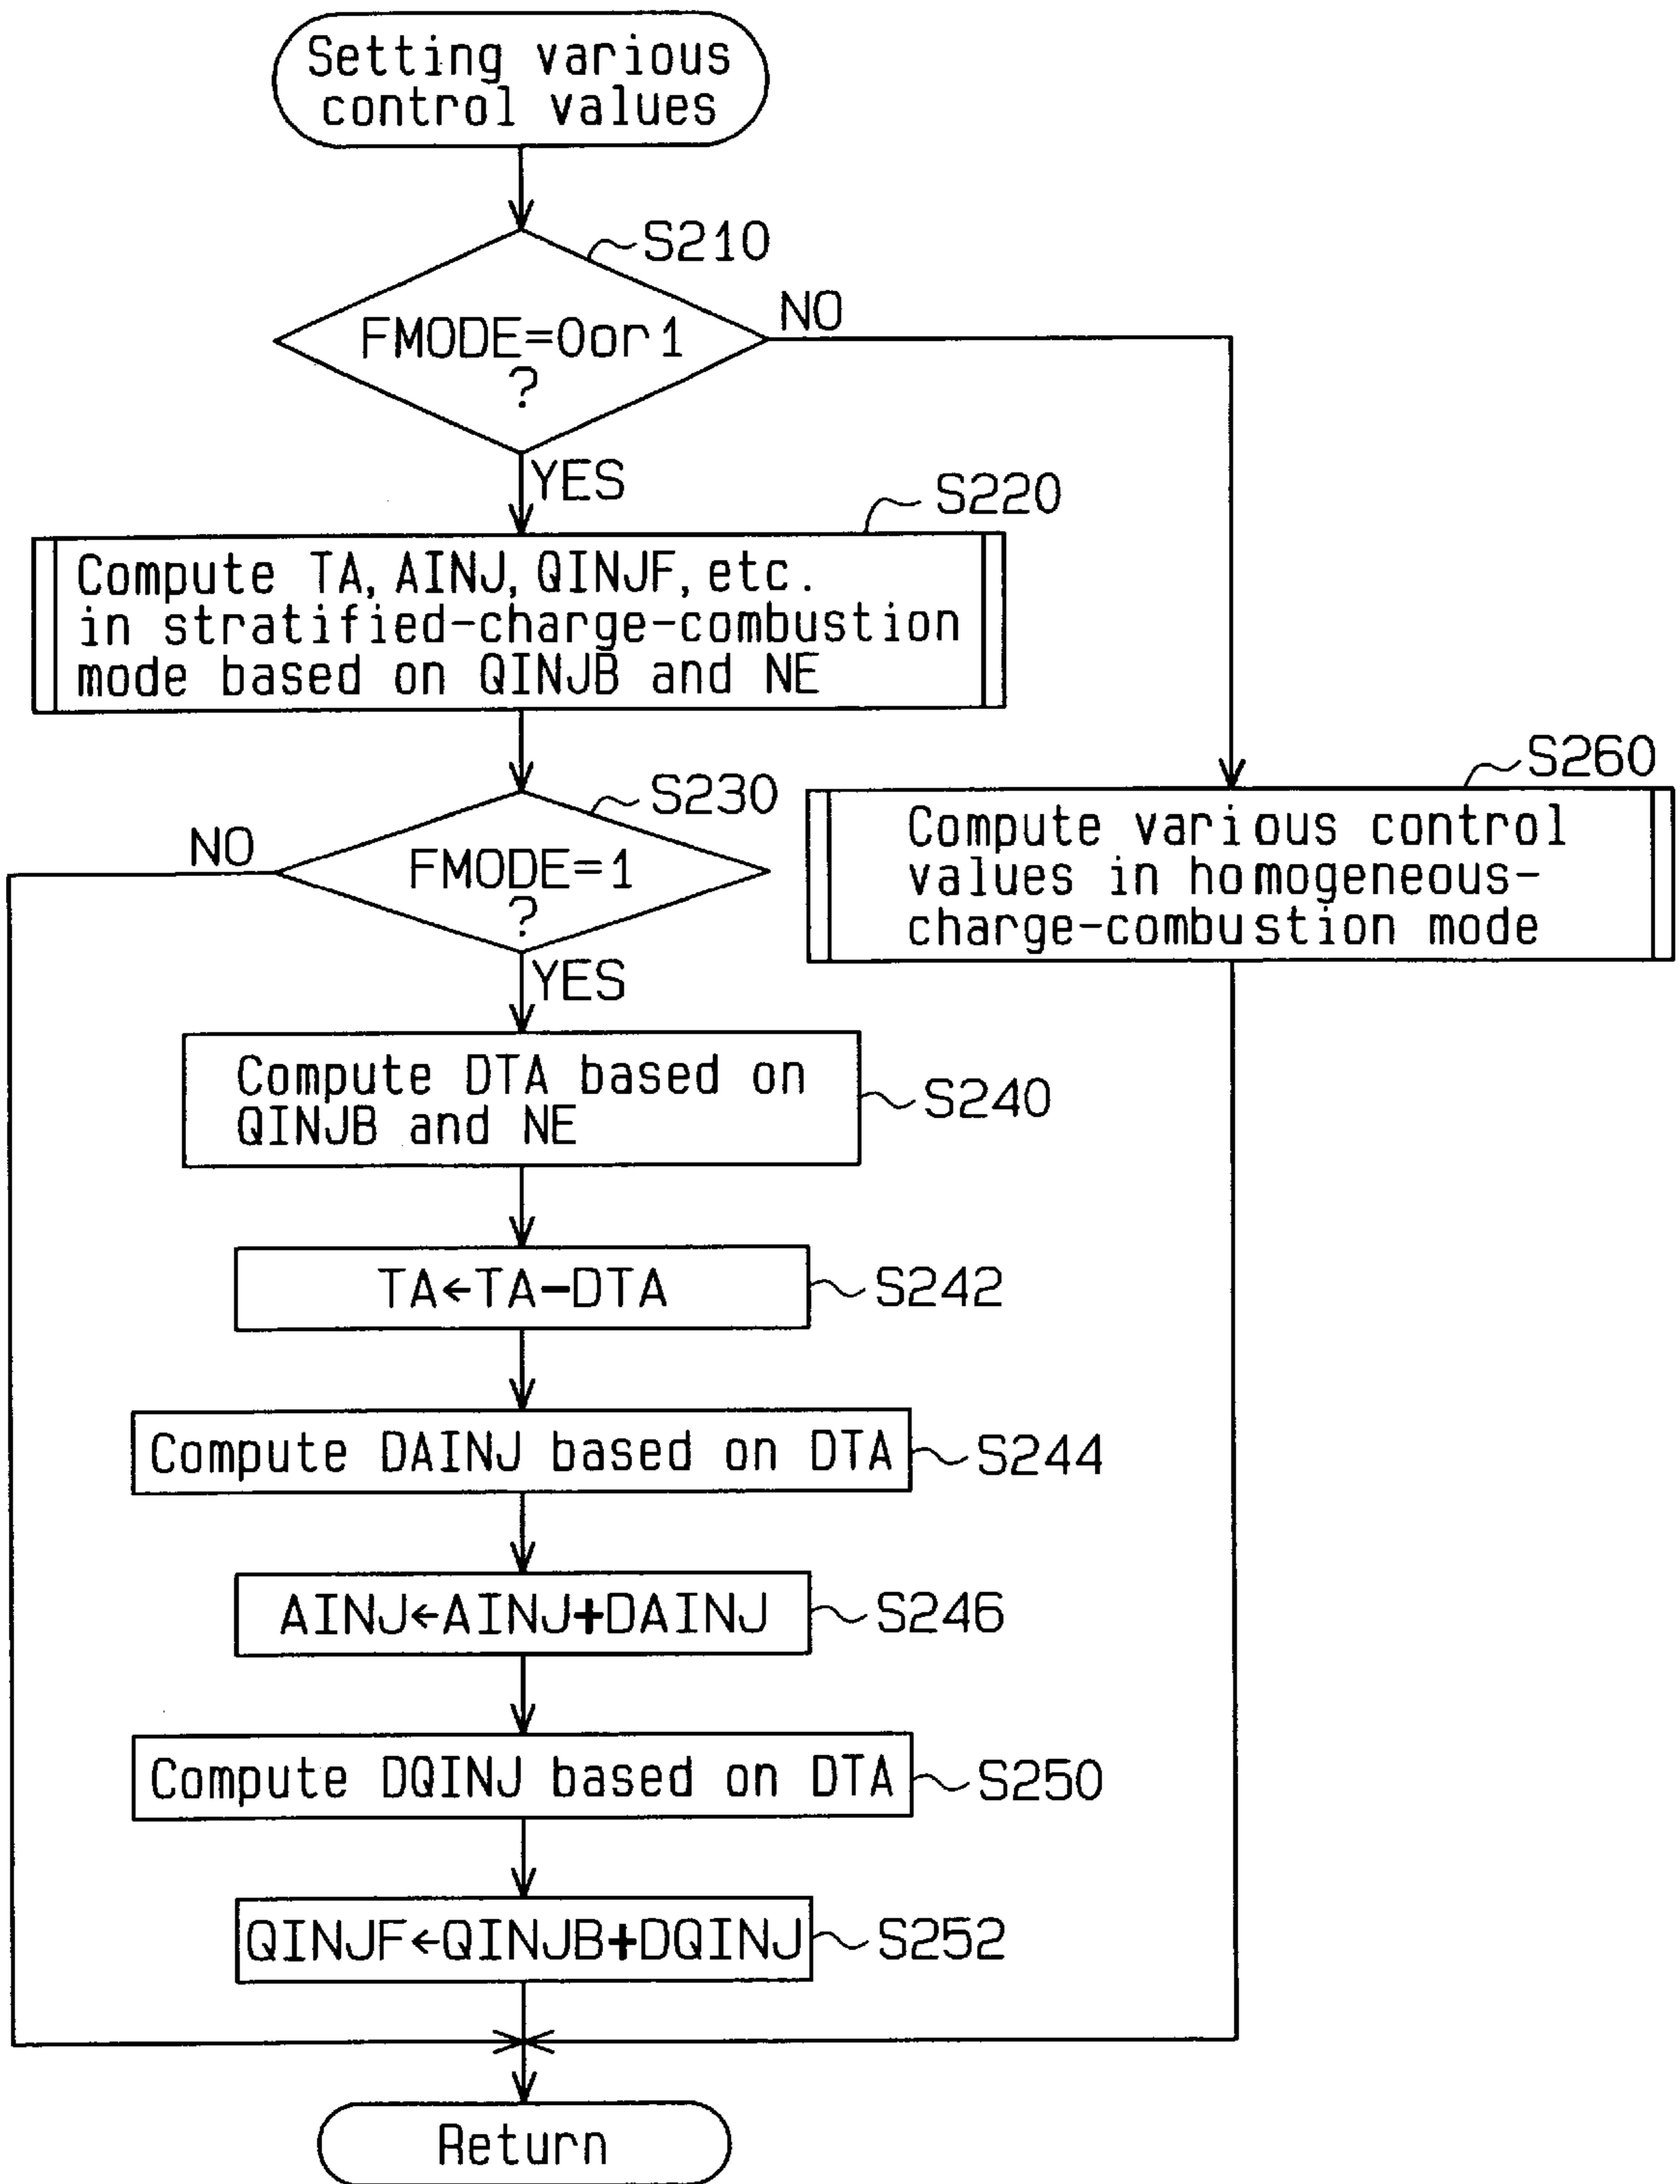 Setting various
control values
S210
FMODE=0or1
?
NO
YES
S220
Compute TA, AINJ, QINJF, etc.
in stratified-charge-combustion
mode based on QINJB and NE
S230
NO
FMODE=1
?
YES
S260
Compute various control
values in homogeneous-
charge-combustion mode
Compute DTA based on
QINJB and NE
S240
TA←TA-DTA
S242
Compute DAINJ based on DTA
S244
AINJ←AINJ+DAINJ
S246
Compute DQINJ based on DTA
S250
QINJF←QINJB+DQINJ
S252
Return